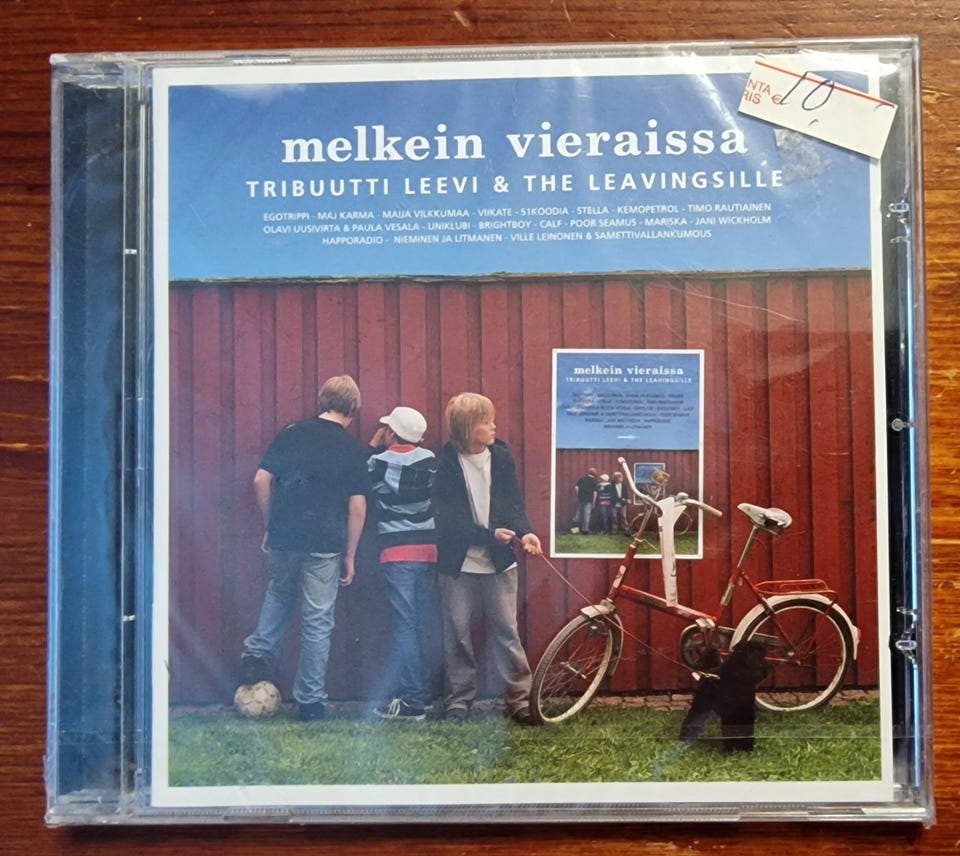 NTA
RIS € 10,
melkein vieraissa
TRIBUUTTI LEEVI & THE LEAVINGSILLE
EGOTRIPPI - MAJ KARMA - MAIJA VILKKUMAA - VIIKATE - 51KOODIA - STELLA - KEMOPETROL - TIMO RAUTIAINEN
OLAVI UUSIVIRTA & PAULA VESALA - UNIKLUBI - BRIGHTBOY - CALF - POOR SEAMUS - MARISKA - JANI WICKHOLM
HAPPORADIO - NIEMINEN JA LITMANEN - VILLE LEINONEN & SAMETTIVALLANKUMOUS
melkein vieraissa
TRIBUUTTI LEEVI & THE LEAVINGSILLE